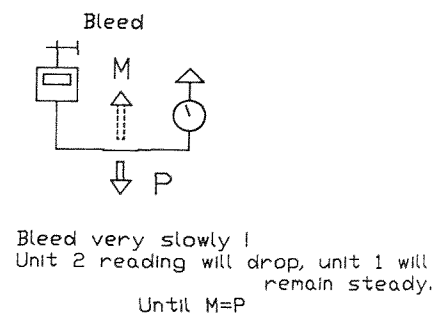 Bleed
M
P
Bleed very slowly !
Unit 2 reading will drop, unit 1 will
remain steady.
Until M=P